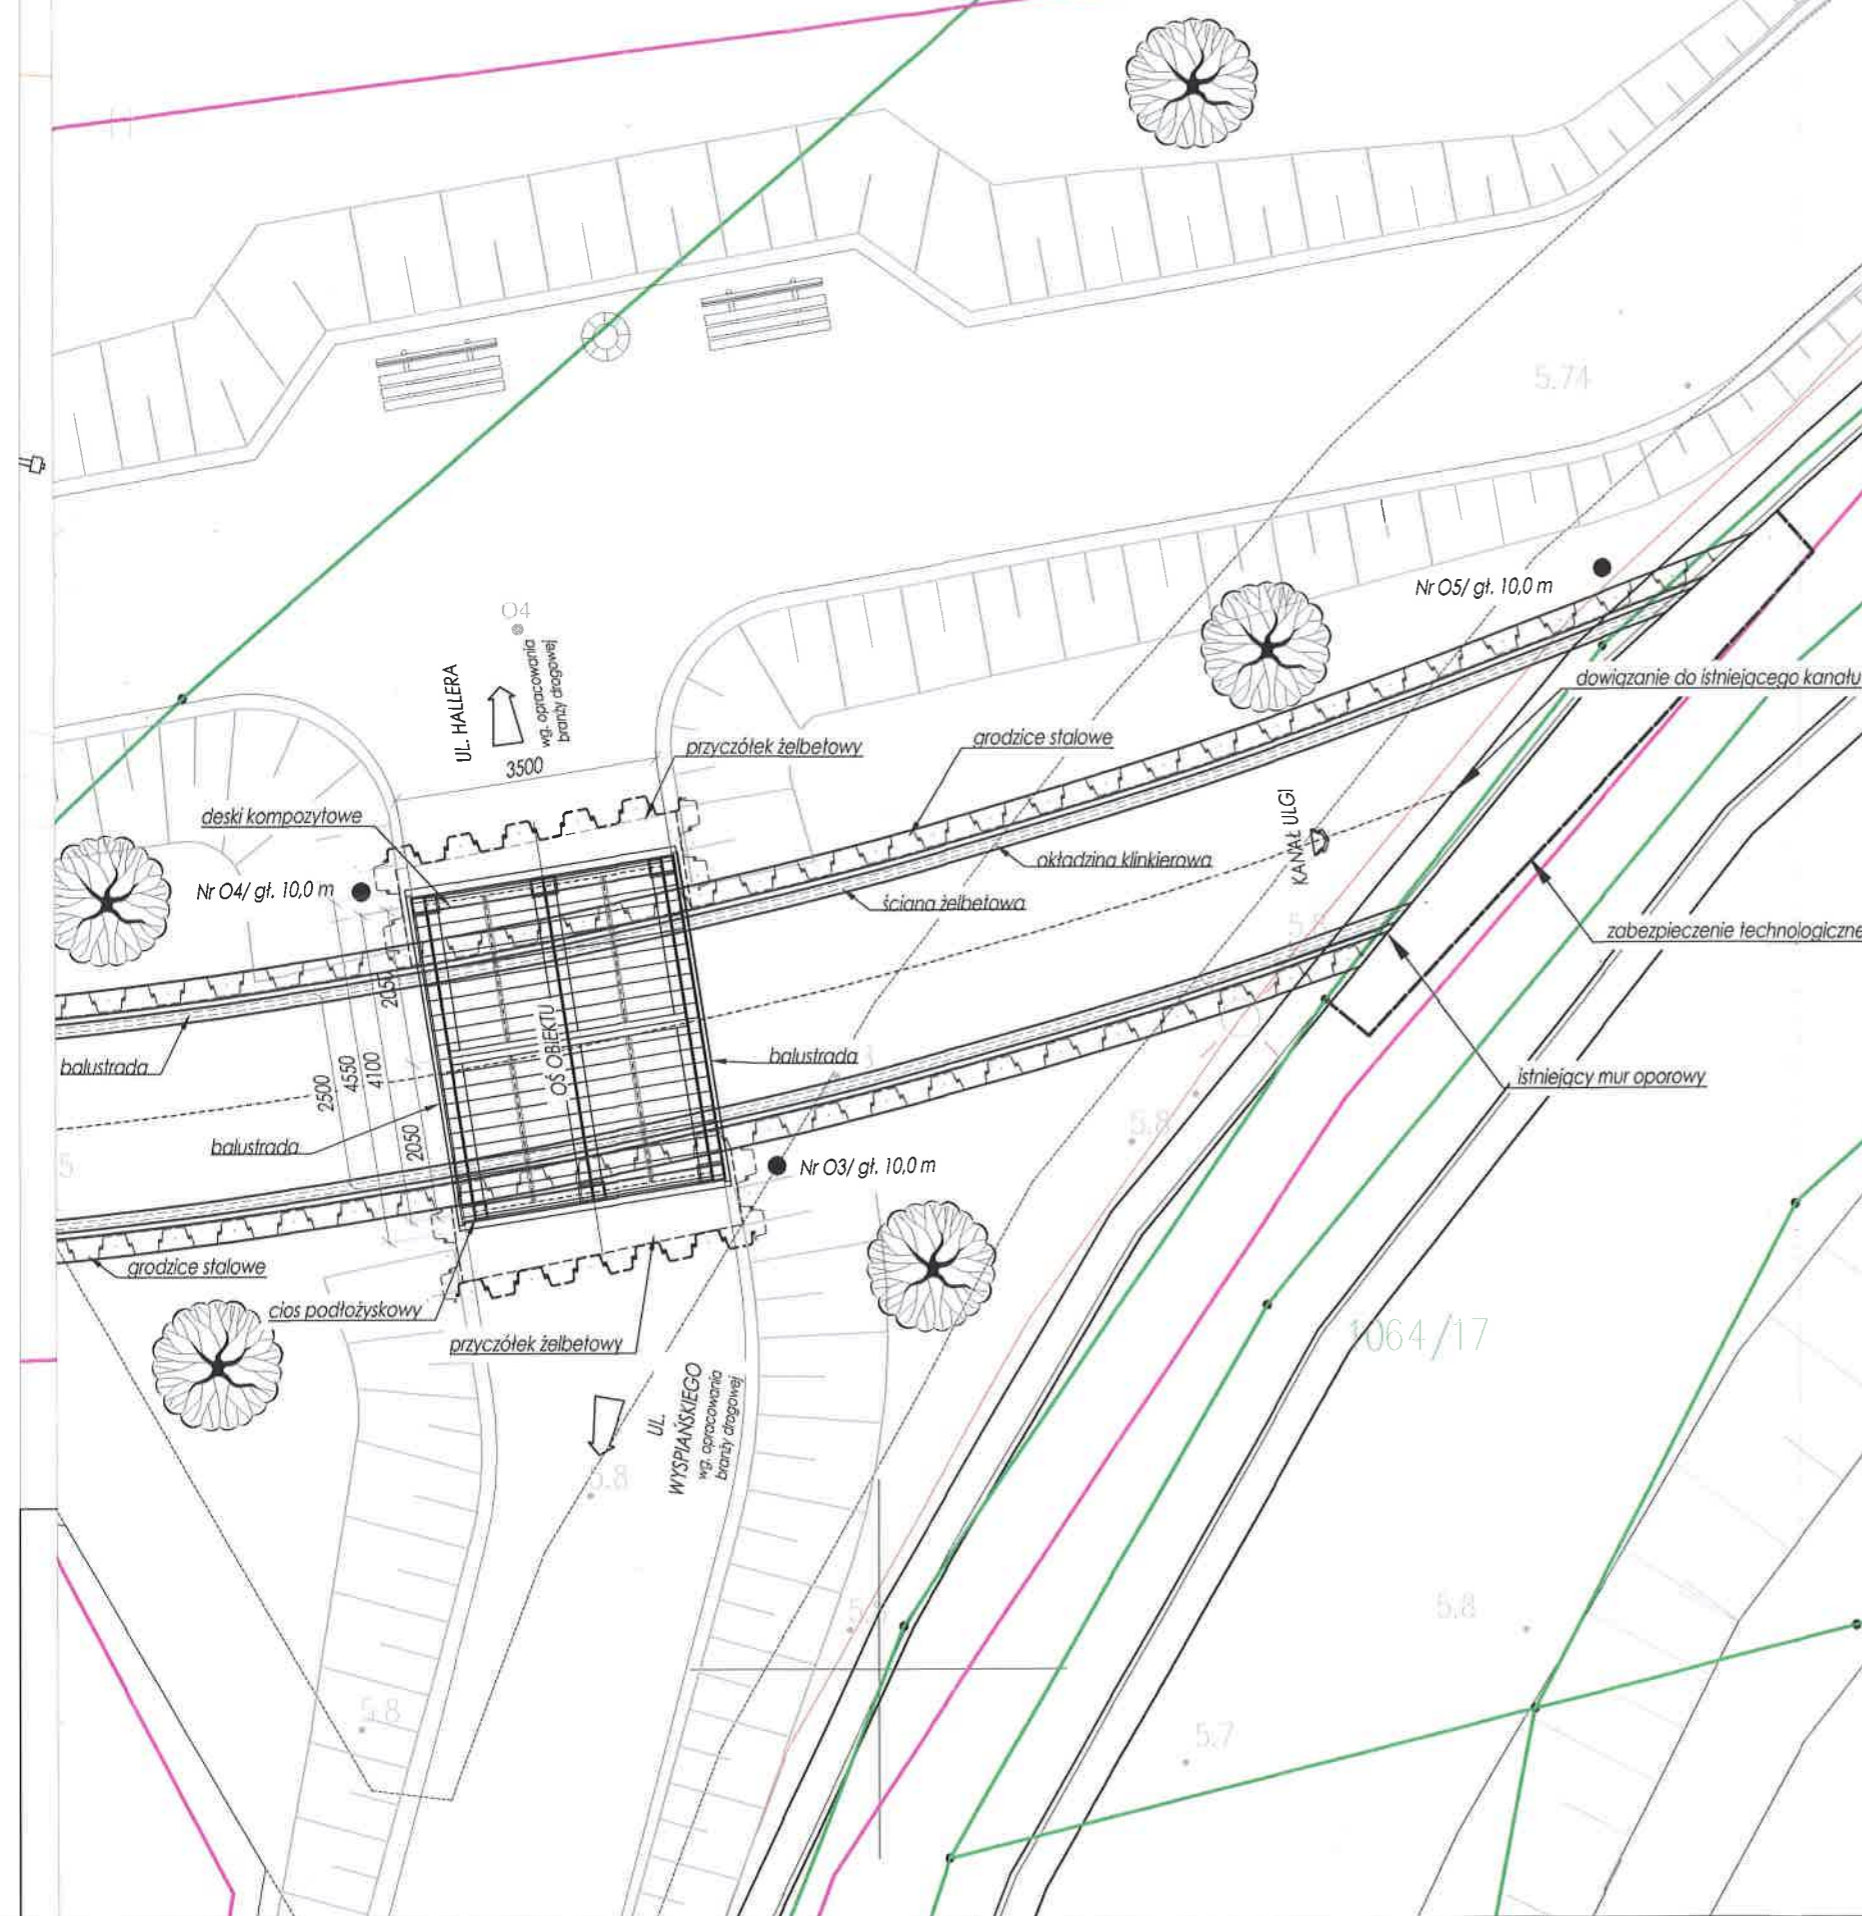 5.74
Nr O5/ gł. 10,0 m
O4
UL. HALLERA
wg. opracowania
branży drogowej
3500
przyczółek żelbetowy
grodzice stalowe
dowiązanie do istniejącego kanału
deski kompozytowe
okładzina klinkierowa
KANAŁ ULGI
Nr O4/ gł. 10,0 m
ściana żelbetowa
zabezpieczenie technologiczne
2050
OŚ OBIEKTU
balustrada
balustrada
2500
4550
4100
istniejący mur oporowy
balustrada
2050
5.8
Nr O3/ gł. 10,0 m
grodzice stalowe
cios podłożyskowy
przyczółek żelbetowy
1064/17
UL.
WYSPIAŃSKIEGO
wg. opracowania
branży drogowej
5.8
5.8
5.8
5.7